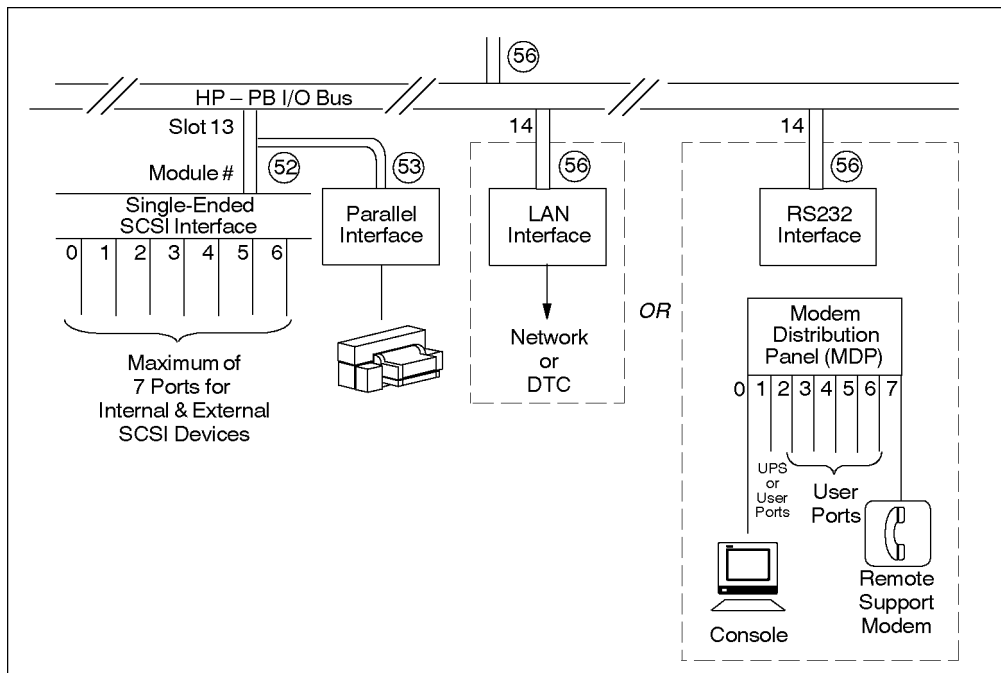 56
HP – PB I/O Bus
Slot 13
14
14
Module #
52
53
56
56
Single-Ended
SCSI Interface
0 1 2 3 4 5 6
Parallel
Interface
LAN
Interface
RS232
Interface
Maximum of
7 Ports for
Internal & External
SCSI Devices
Network
or
DTC
OR
Modem
Distribution
Panel (MDP)
0 1 2 3 4 5 6 7
UPS
or
User
Ports
User
Ports
Console
Remote
Support
Modem